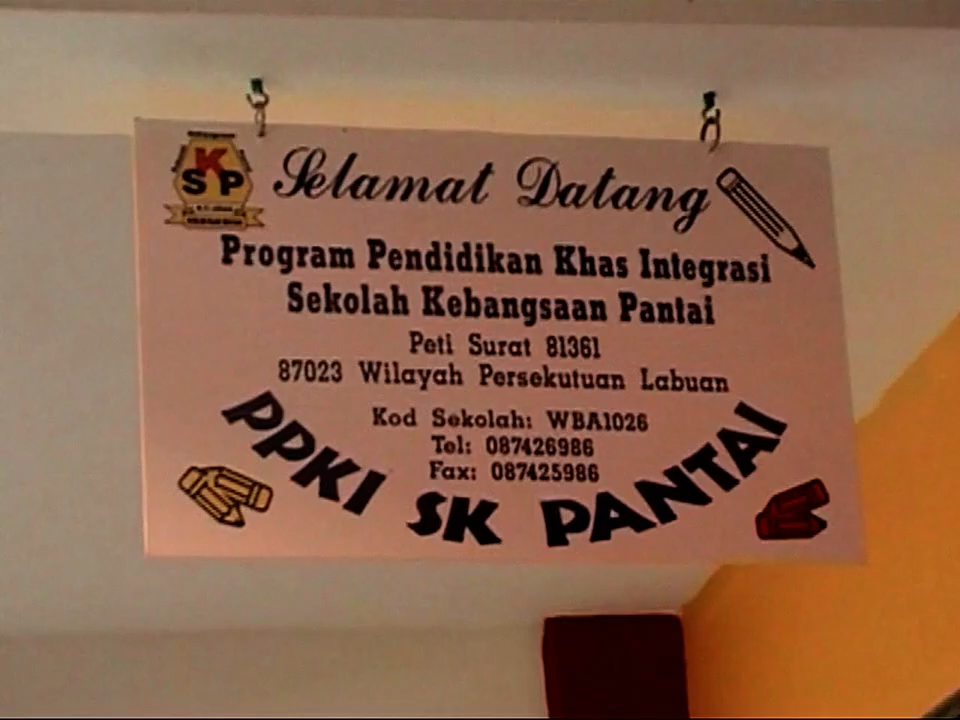 KSP
Selamat Datang
Program Pendidikan Khas Integrasi
Sekolah Kebangsaan Pantai
Peti Surat 81361
87023 Wilayah Persekutuan Labuan
Kod Sekolah: WBA1026
Tel: 087426986
Fax: 087425986
PPKI SK PANTAI